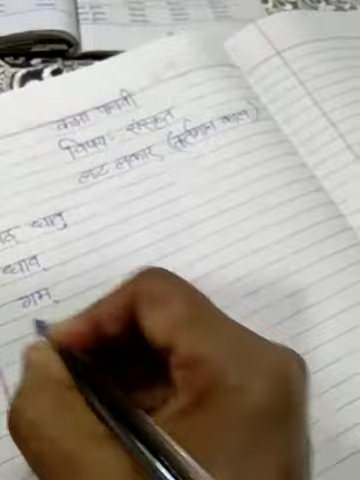 कक्षा
विषय - संस्कृत
लट लकार (वर्तमान काल)
धातु
धाव्
गम्